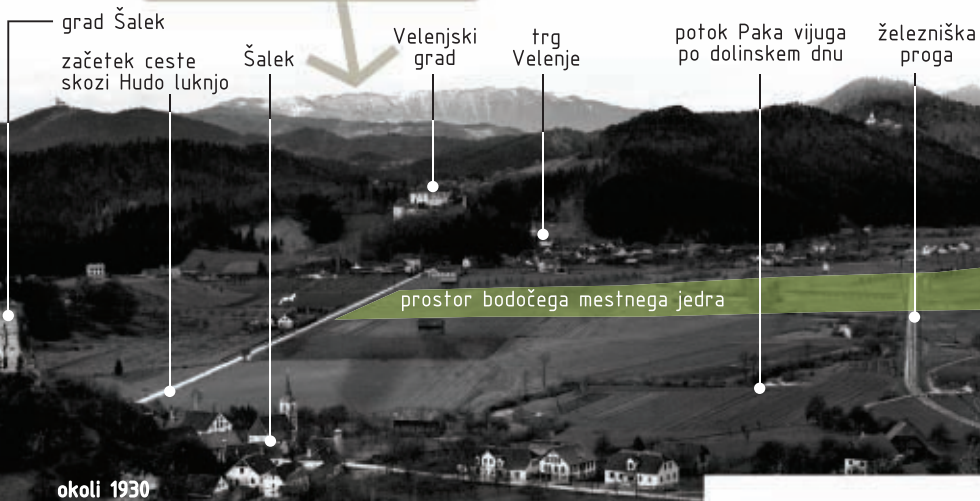 grad Šalek
začetek ceste
skozi Hudo luknjo
Šalek
Velenjski
grad
trg
Velenje
potok Paka vijuga
po dolinskem dnu
železniška
proga
prostor bodočega mestnega jedra
okoli 1930